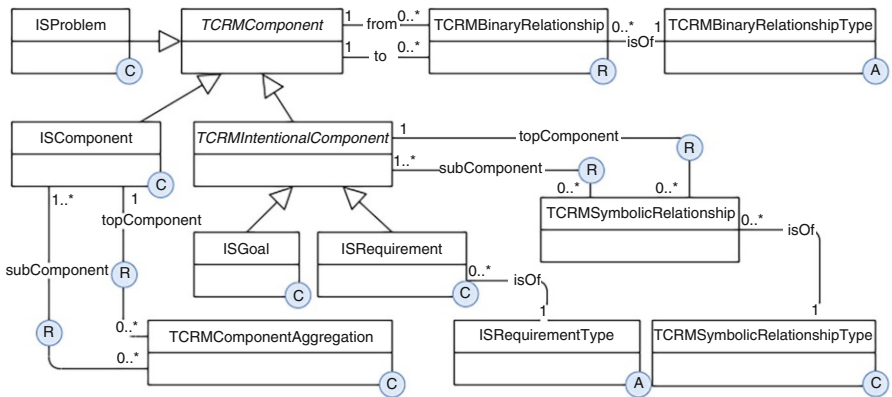 ISProblem
TCRMComponent
1
from
0..*
TCRMBinaryRelationship
0..*
isOf
1
TCRMBinaryRelationshipType
1
to
0..*
C
R
A
ISComponent
TCRMIntentionalComponent
1
topComponent
R
1..*
subComponent
R
C
1..*
1
topComponent
0..*
0..*
TCRMSymbolicRelationship
0..*
isOf
ISGoal
ISRequirement
subComponent
R
0..*
isOf
C
C
1
1
R
0..*
TCRMComponentAggregation
ISRequirementType
TCRMSymbolicRelationshipType
0..*
C
A
C